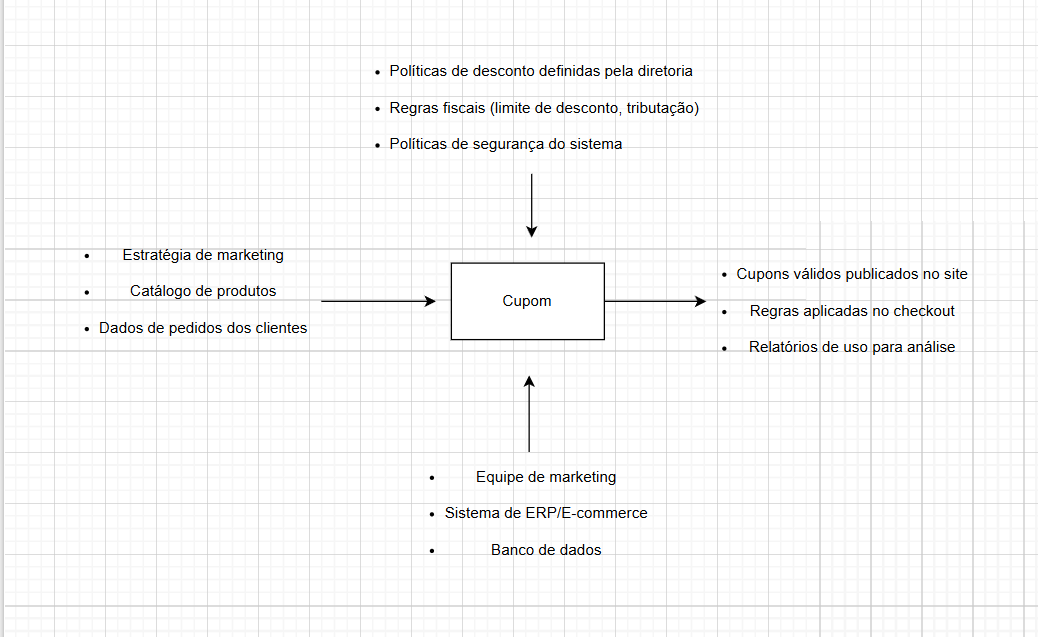 • Políticas de desconto definidas pela diretoria
• Regras fiscais (limite de desconto, tributação)
• Políticas de segurança do sistema
• Estratégia de marketing
• Catálogo de produtos
• Dados de pedidos dos clientes
Cupom
• Cupons válidos publicados no site
• Regras aplicadas no checkout
• Relatórios de uso para análise
• Equipe de marketing
• Sistema de ERP/E-commerce
• Banco de dados